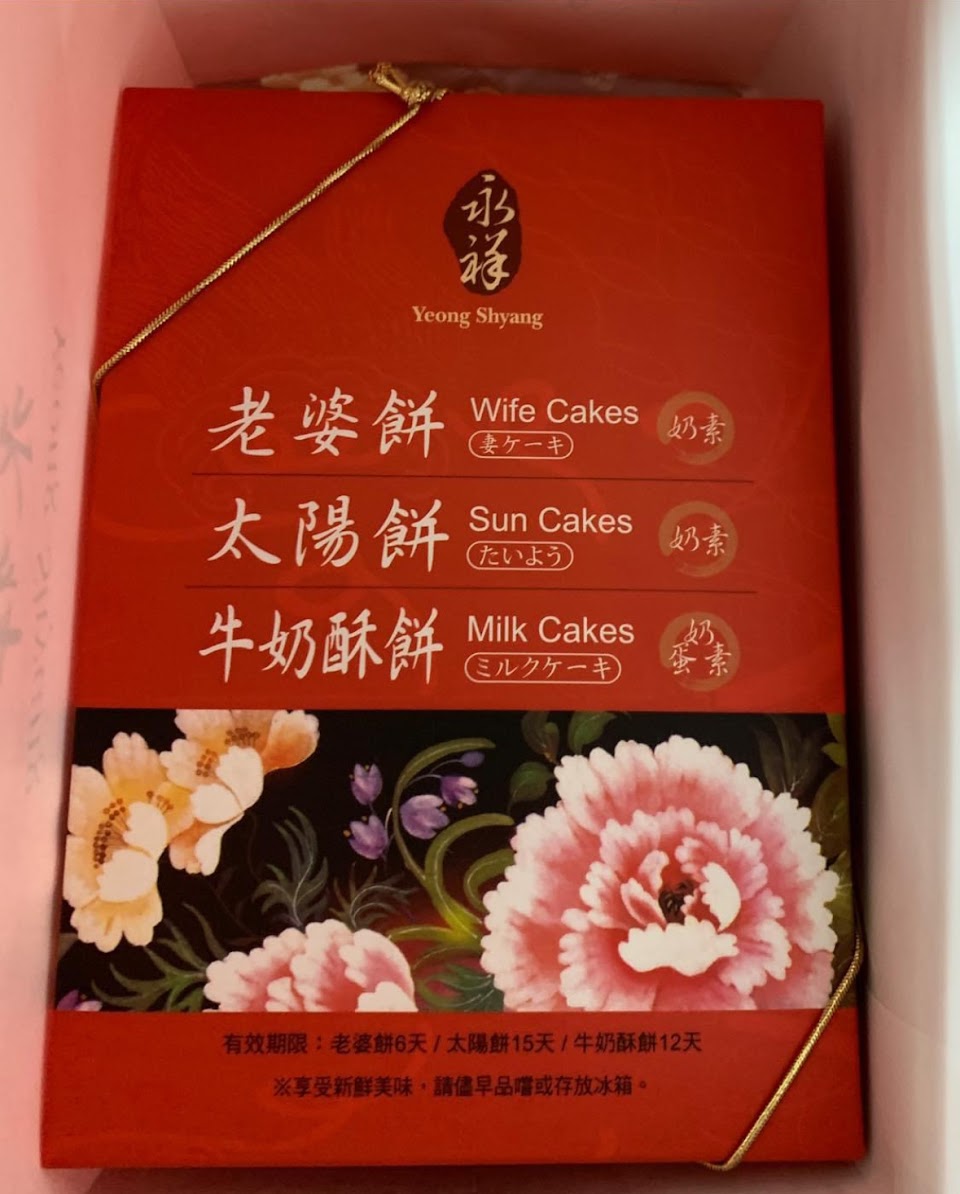 永祥
Yeong Shyang
老婆餅 Wife Cakes 奶素
妻ケーキ
太陽餅 Sun Cakes 奶素
たいよう
牛奶酥餅 Milk Cakes 奶蛋素
ミルクケーキ
有效期限：老婆餅6天 / 太陽餅15天 / 牛奶酥餅12天
※享受新鮮美味，請儘早品嚐或存放冰箱。